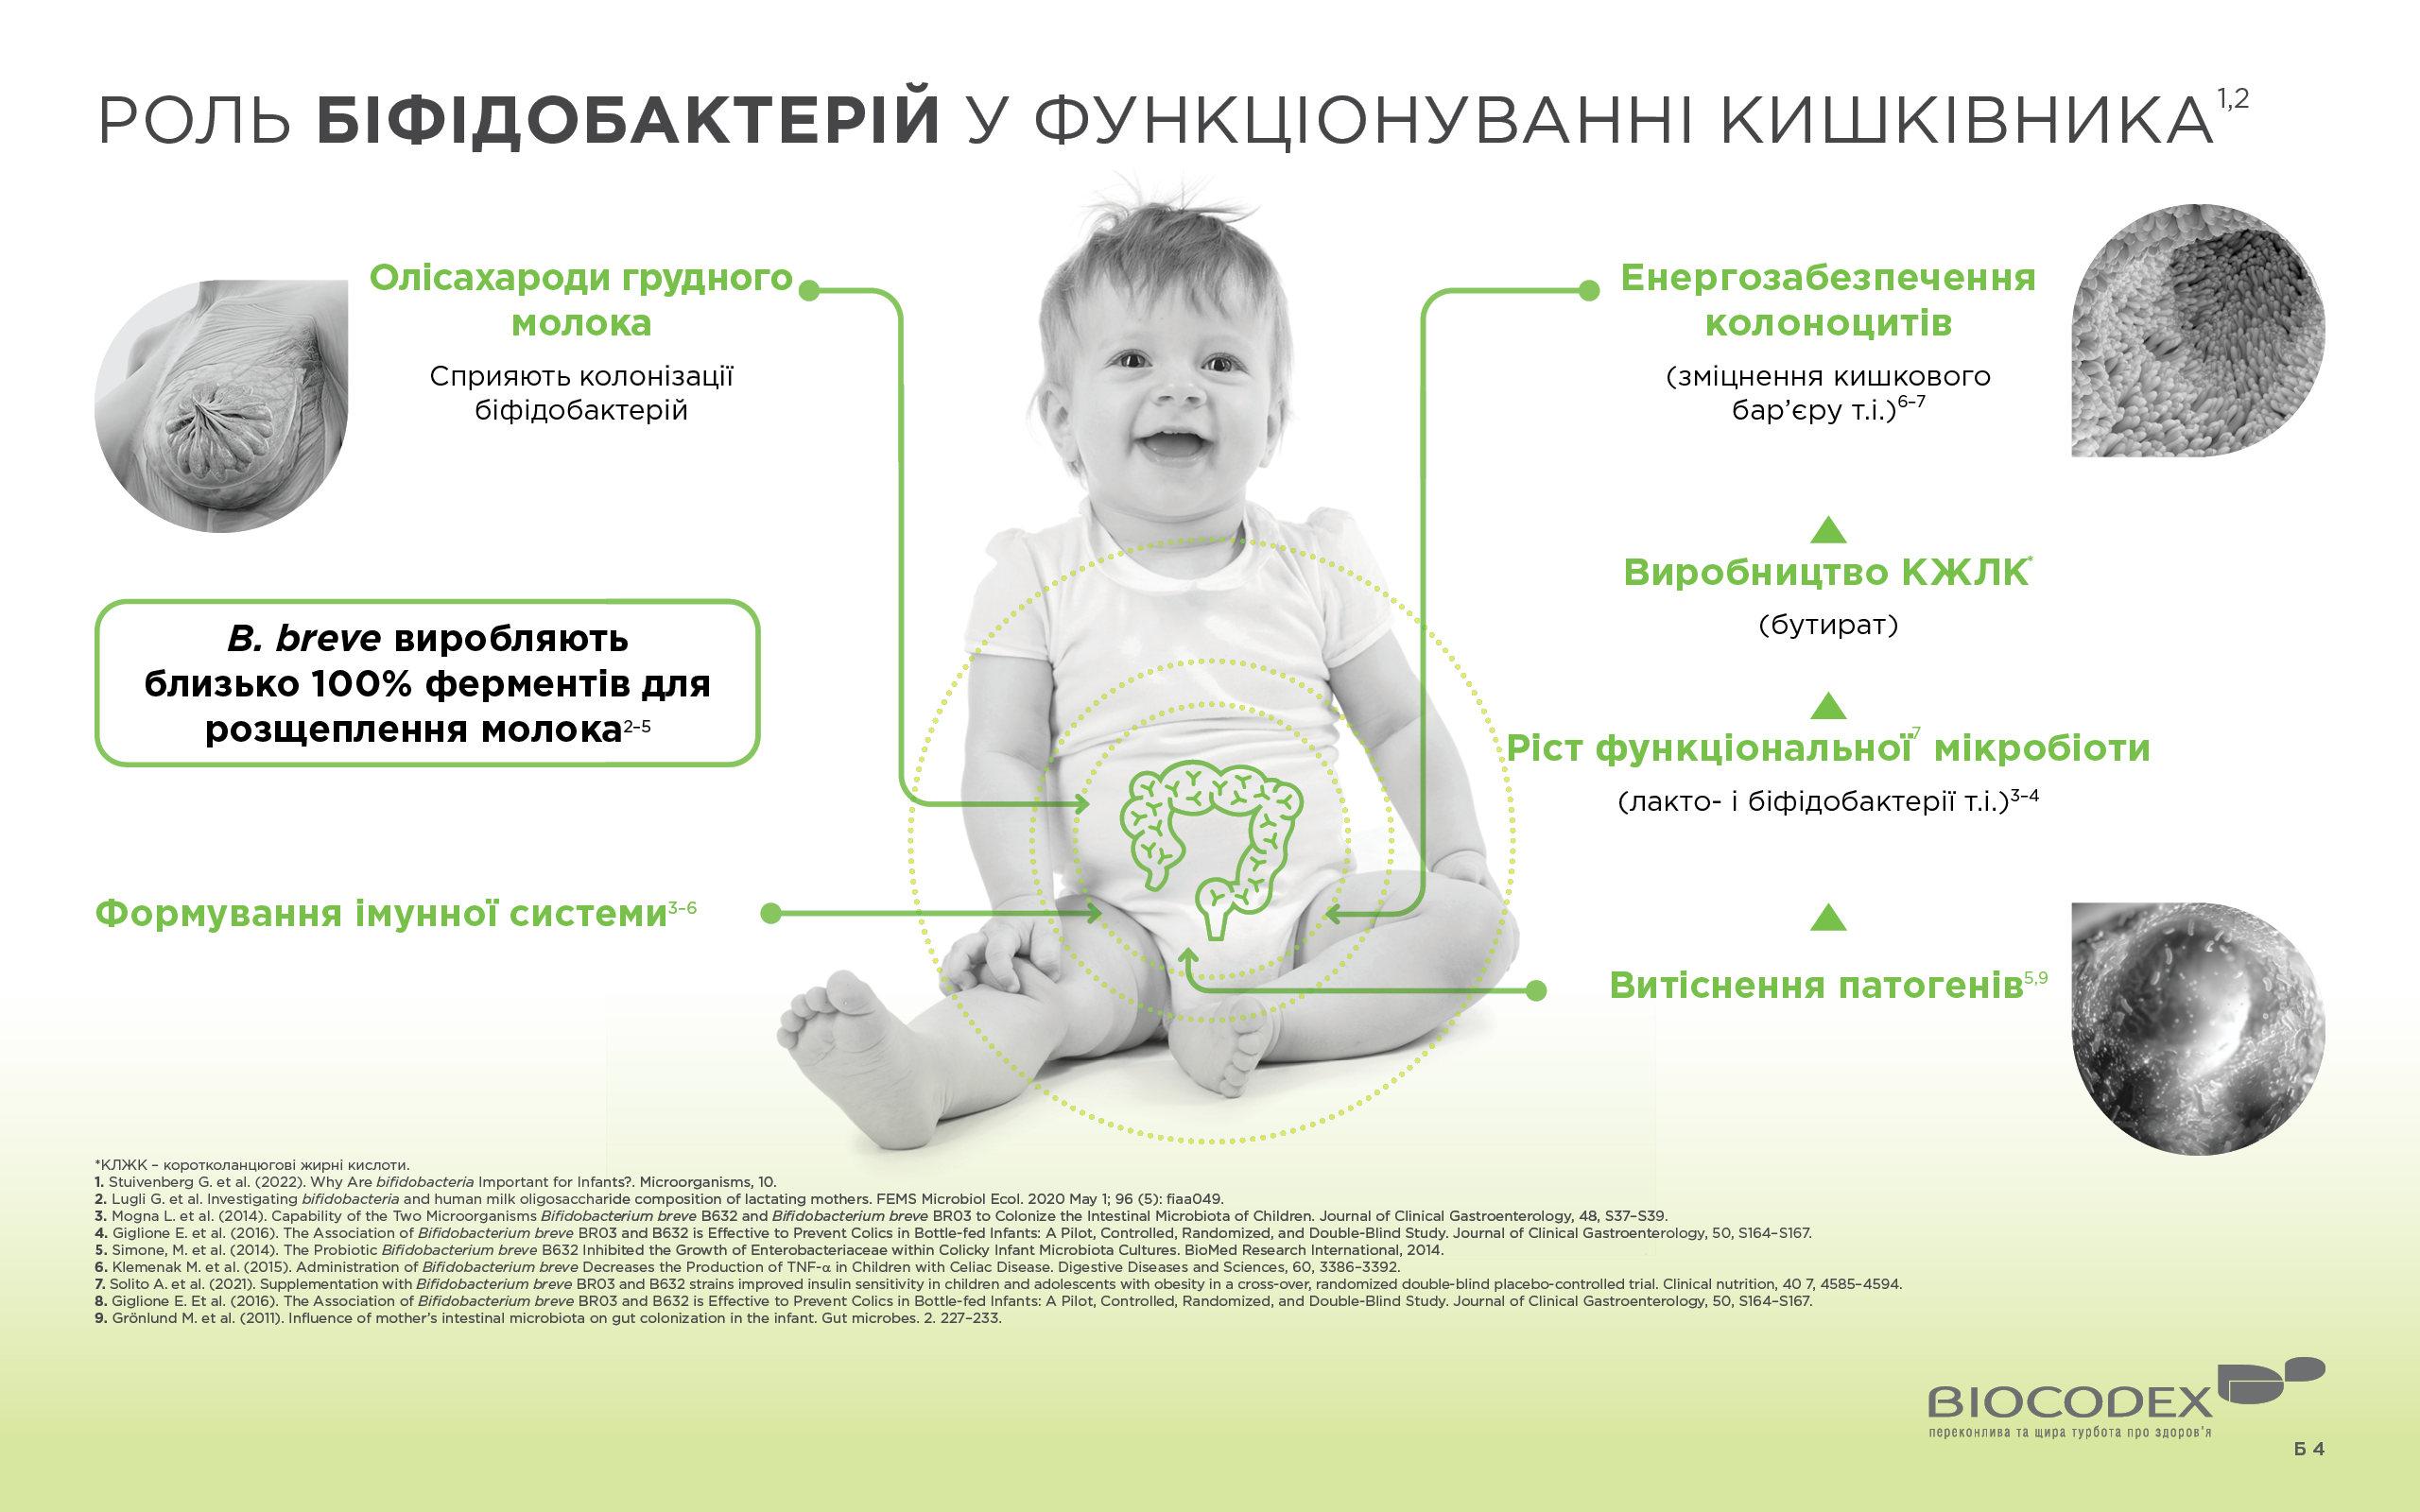 РОЛЬ БІФІДОБАКТЕРІЙ У ФУНКЦІОНУВАННІ КИШКІВНИКА1,2
Олісахароди грудного
молока
Сприяють колонізації
біфідобактерій
B. breve виробляють
близько 100% ферментів для
розщеплення молока2–5
Формування імунної системи3–6
Енергозабезпечення
колоноцитів
(зміцнення кишкового
бар’єру т.і.)6–7
Виробництво КЖЛК*
(бутират)
Ріст функціональної7 мікробіоти
(лакто- і біфідобактерії т.і.)3–4
Витіснення патогенів5,9
*КЛЖК – коротколанцюгові жирні кислоти.
1. Stuivenberg G. et al. (2022). Why Are bifidobacteria Important for Infants?. Microorganisms, 10.
2. Lugli G. et al. Investigating bifidobacteria and human milk oligosaccharide composition of lactating mothers. FEMS Microbiol Ecol. 2020 May 1; 96 (5): fiaa049.
3. Mogna L. et al. (2014). Capability of the Two Microorganisms Bifidobacterium breve B632 and Bifidobacterium breve BR03 to Colonize the Intestinal Microbiota of Children. Journal of Clinical Gastroenterology, 48, S37–S39.
4. Giglione E. et al. (2016). The Association of Bifidobacterium breve BR03 and B632 is Effective to Prevent Colics in Bottle-fed Infants: A Pilot, Controlled, Randomized, and Double-Blind Study. Journal of Clinical Gastroenterology, 50, S164–S167.
5. Simone, M. et al. (2014). The Probiotic Bifidobacterium breve B632 Inhibited the Growth of Enterobacteriaceae within Colicky Infant Microbiota Cultures. BioMed Research International, 2014.
6. Klemenak M. et al. (2015). Administration of Bifidobacterium breve Decreases the Production of TNF-α in Children with Celiac Disease. Digestive Diseases and Sciences, 60, 3386–3392.
7. Solito A. et al. (2021). Supplementation with Bifidobacterium breve BR03 and B632 strains improved insulin sensitivity in children and adolescents with obesity in a cross-over, randomized double-blind placebo-controlled trial. Clinical nutrition, 40 7, 4585–4594.
8. Giglione E. Et al. (2016). The Association of Bifidobacterium breve BR03 and B632 is Effective to Prevent Colics in Bottle-fed Infants: A Pilot, Controlled, Randomized, and Double-Blind Study. Journal of Clinical Gastroenterology, 50, S164–S167.
9. Grönlund M. et al. (2011). Influence of mother’s intestinal microbiota on gut colonization in the infant. Gut microbes. 2. 227–233.
BIOCODEX
переконлива та щира турбота про здоров’я
Б 4